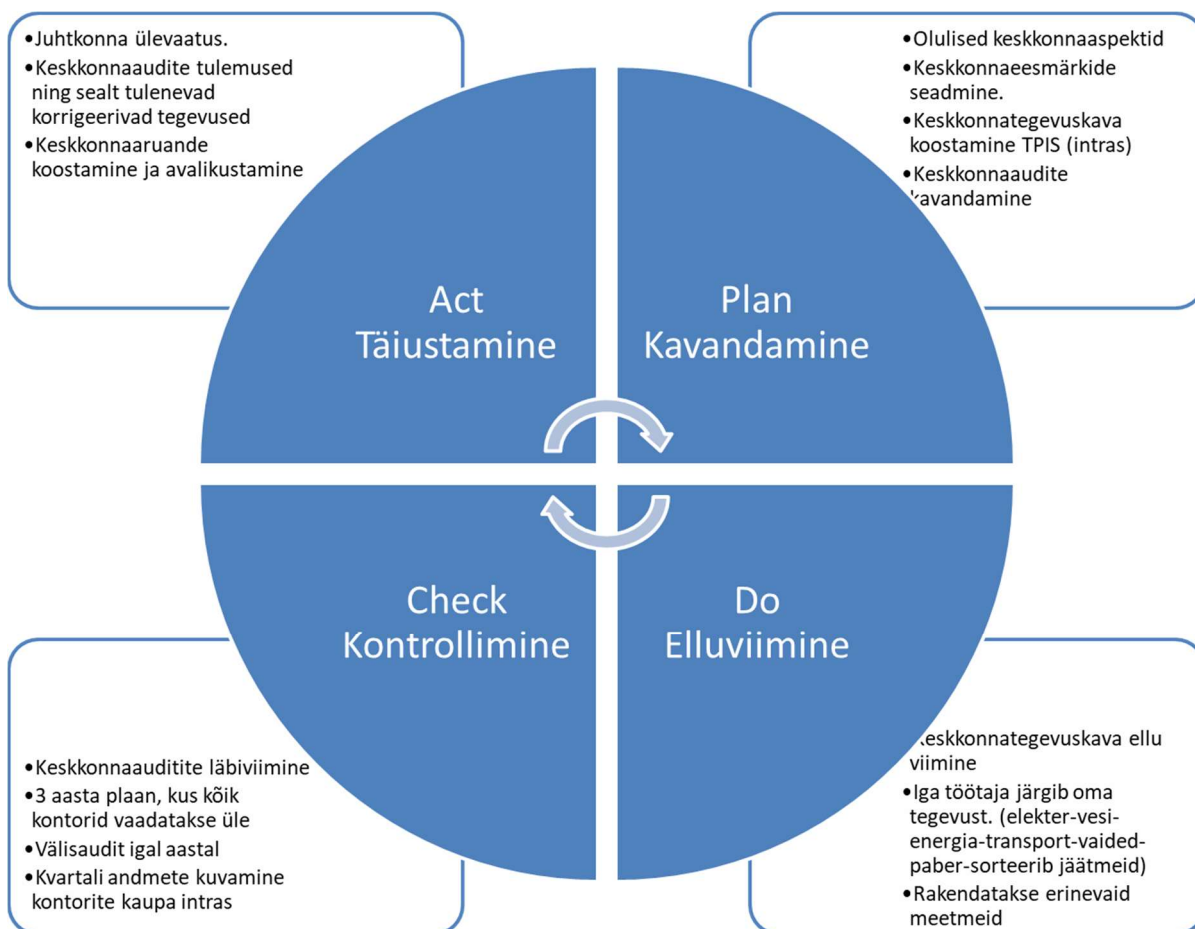 •Juhtkonna ülevaatus.
•Keskkonnaaudite tulemused
ning sealt tulenevad
korrigeerivad tegevused
•Keskkonnaaruande
koostamine ja avalikustamine
•Olulised keskkonnaaspektid
•Keskkonnaeesmärkide
seadmine.
•Keskkonnategevuskava
koostamine TPIS (intras)
•Keskkonnaaudite
kavandamine
Act
Täiustamine
Plan
Kavandamine
Check
Kontrollimine
Do
Elluviimine
•Keskkonnaauditite läbiviimine
•3 aasta plaan, kus kõik
kontorid vaadatakse üle
•Välisaudit igal aastal
•Kvartali andmete kuvamine
kontorite kaupa intras
Keskkonnategevuskava ellu
viimine
•Iga töötaja järgib oma
tegevust. (elekter-vesi-
energia-transport-vaided-
paber-sorteerib jäätmeid)
•Rakendatakse erinevaid
meetmeid